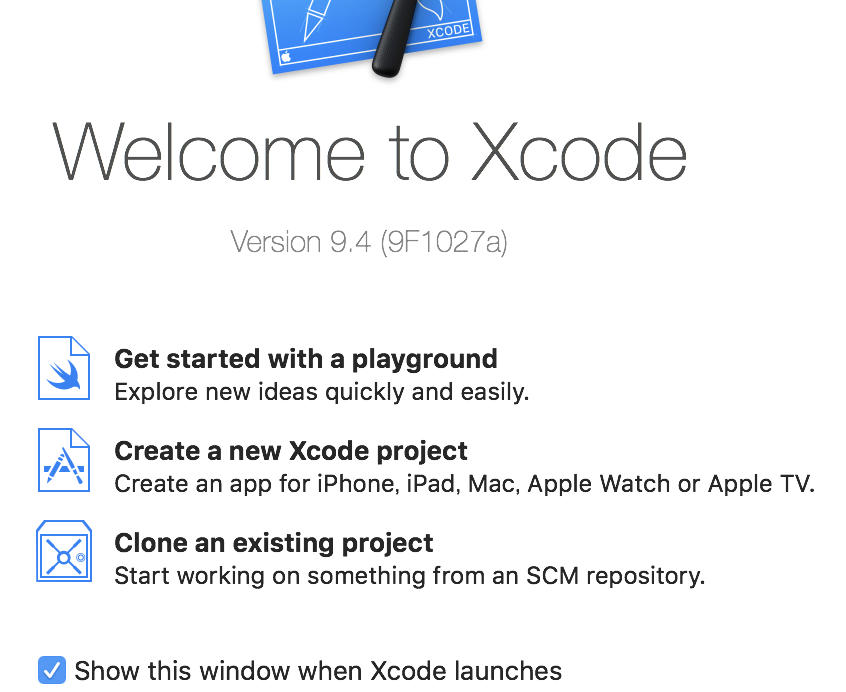 XCODE
Welcome to Xcode
Version 9.4 (9F1027a)
Get started with a playground
Explore new ideas quickly and easily.
Create a new Xcode project
Create an app for iPhone, iPad, Mac, Apple Watch or Apple TV.
Clone an existing project
Start working on something from an SCM repository.
Show this window when Xcode launches